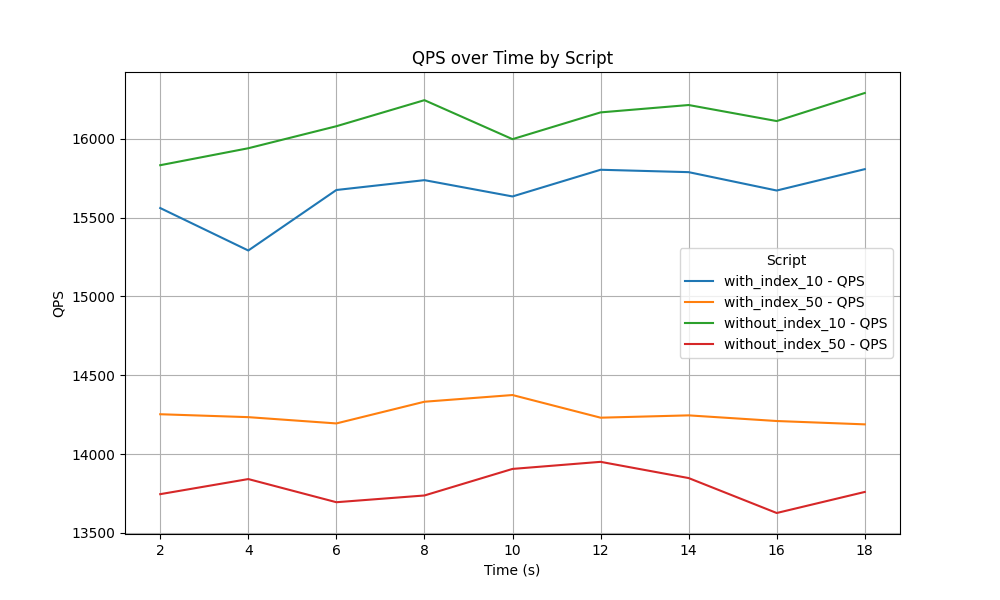 QPS over Time by Script
16000
15500
15000
14500
14000
13500
QPS
Script
with_index_10 - QPS
with_index_50 - QPS
without_index_10 - QPS
without_index_50 - QPS
2 4 6 8 10 12 14 16 18
Time (s)